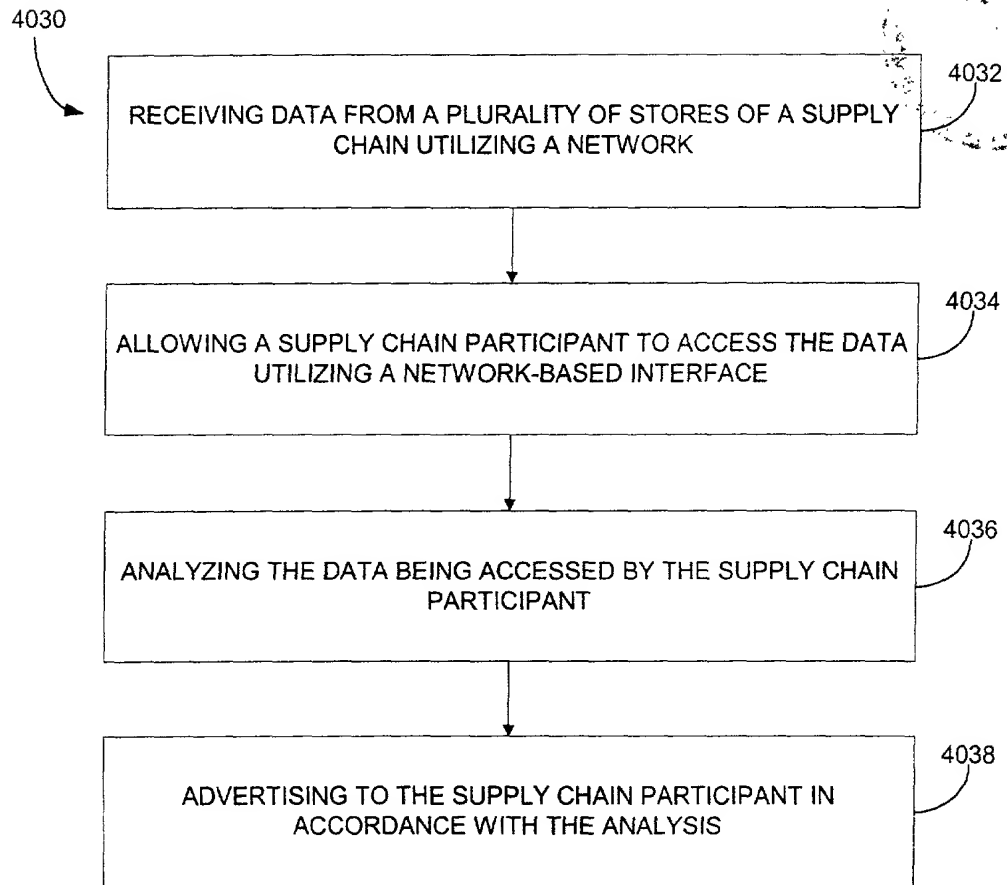 4030
4032
RECEIVING DATA FROM A PLURALITY OF STORES OF A SUPPLY
CHAIN UTILIZING A NETWORK
4034
ALLOWING A SUPPLY CHAIN PARTICIPANT TO ACCESS THE DATA
UTILIZING A NETWORK-BASED INTERFACE
4036
ANALYZING THE DATA BEING ACCESSED BY THE SUPPLY CHAIN
PARTICIPANT
4038
ADVERTISING TO THE SUPPLY CHAIN PARTICIPANT IN
ACCORDANCE WITH THE ANALYSIS